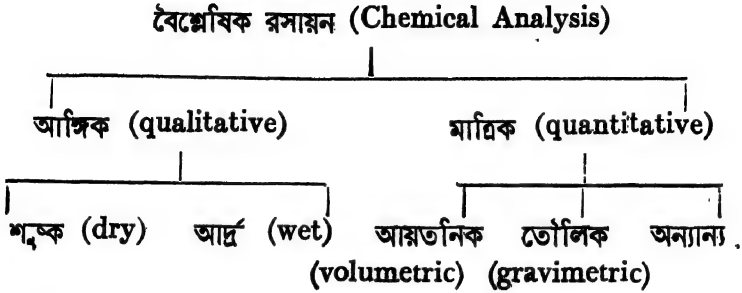 বৈশ্লেষিক রসায়ন (Chemical Analysis)
আঙ্গিক (qualitative) মাত্রিক (quantitative)
শুষ্ক (dry) আর্দ্র (wet) আয়তনিক তৌলিক অন্যান্য
(volumetric) (gravimetric)